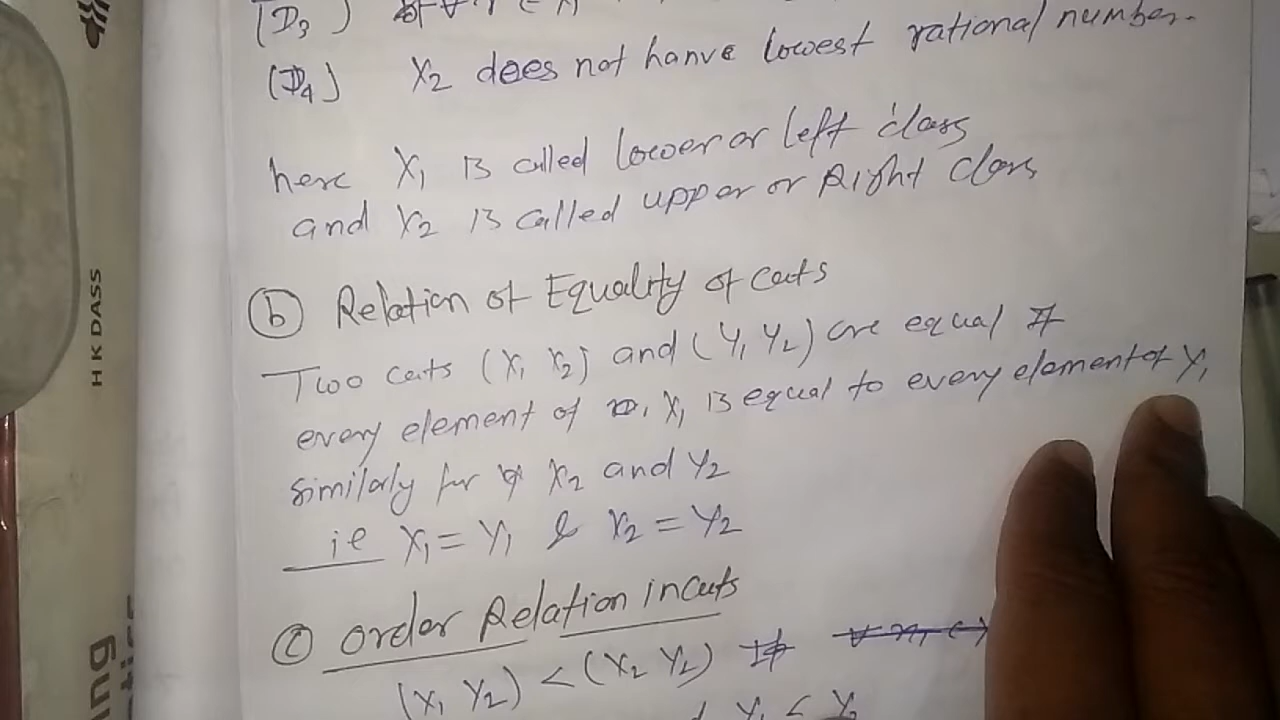 (D3)
(D4) X2 does not hanve lowest rational number.
here X1 is called lower or left class
and X2 is called upper or Right Class
(b) Relation of Equality of cuts
Two cuts (X1 X2) and (Y1 Y2) are equal If
every element of X1 is equal to every element of Y1
similarly for X2 and Y2
ie X1 = Y1 & X2 = Y2
(c) Order Relation in Cuts
(X1 Y2) < (X2 Y2) If
Y1 <
H K DASS